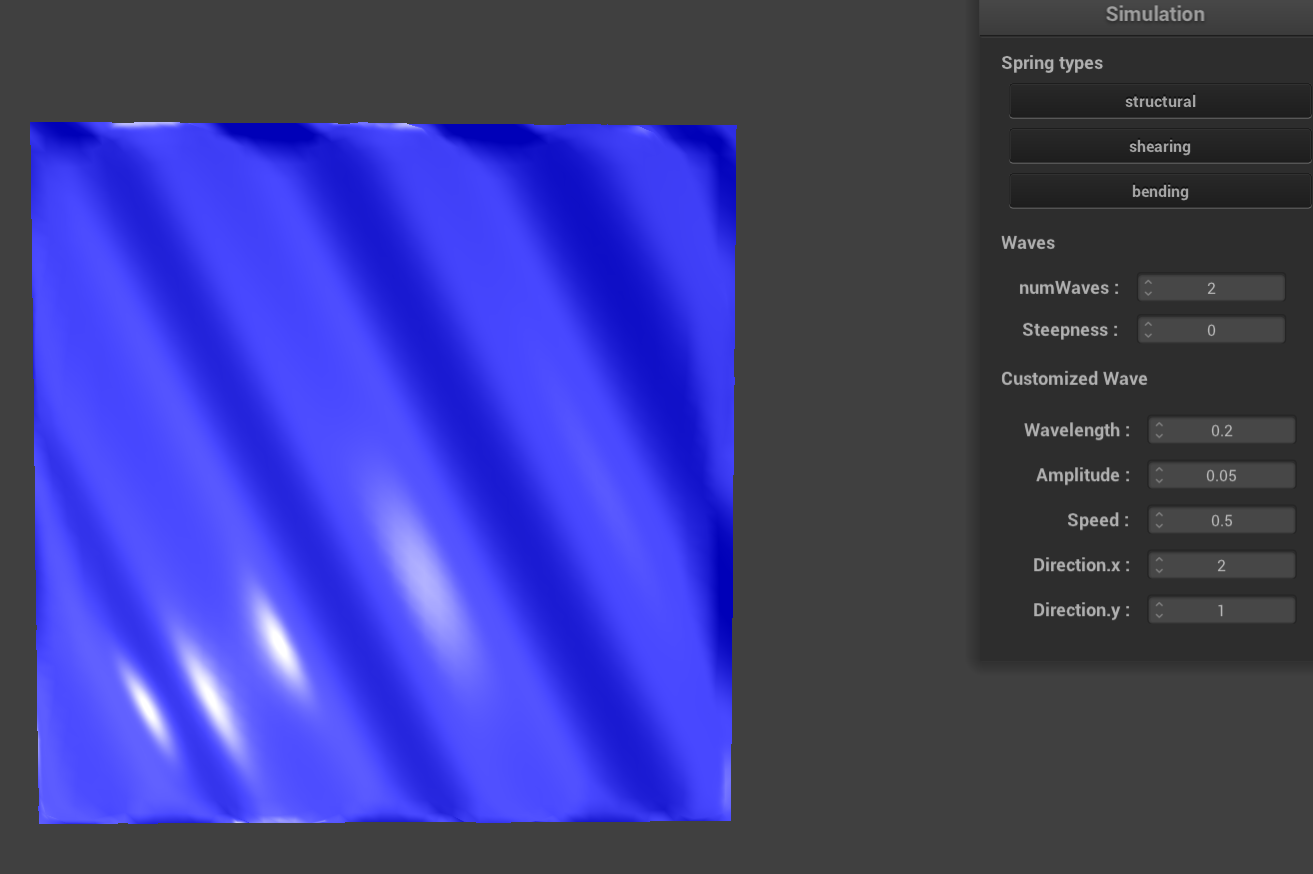 Simulation
Spring types
structural
shearing
bending
Waves
numWaves : 2
Steepness : 0
Customized Wave
Wavelength : 0.2
Amplitude : 0.05
Speed : 0.5
Direction.x : 2
Direction.y : 1